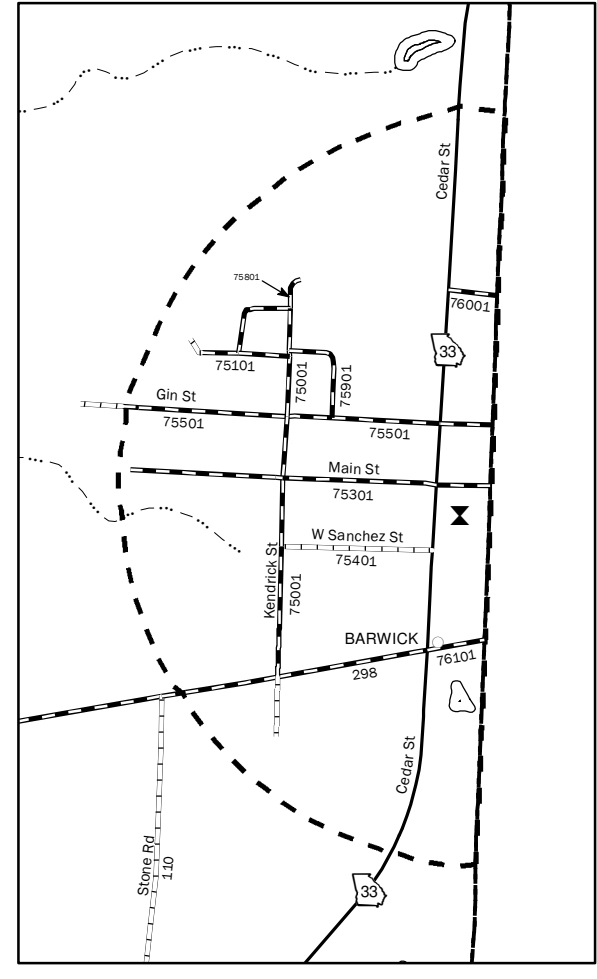 Cedar St
75801
76001
33
75101
75001
75901
Gin St
75501
75501
Main St
75301
W Sanchez St
75401
Kendrick St
75001
BARWICK
76101
298
Cedar St
Stone Rd
110
33